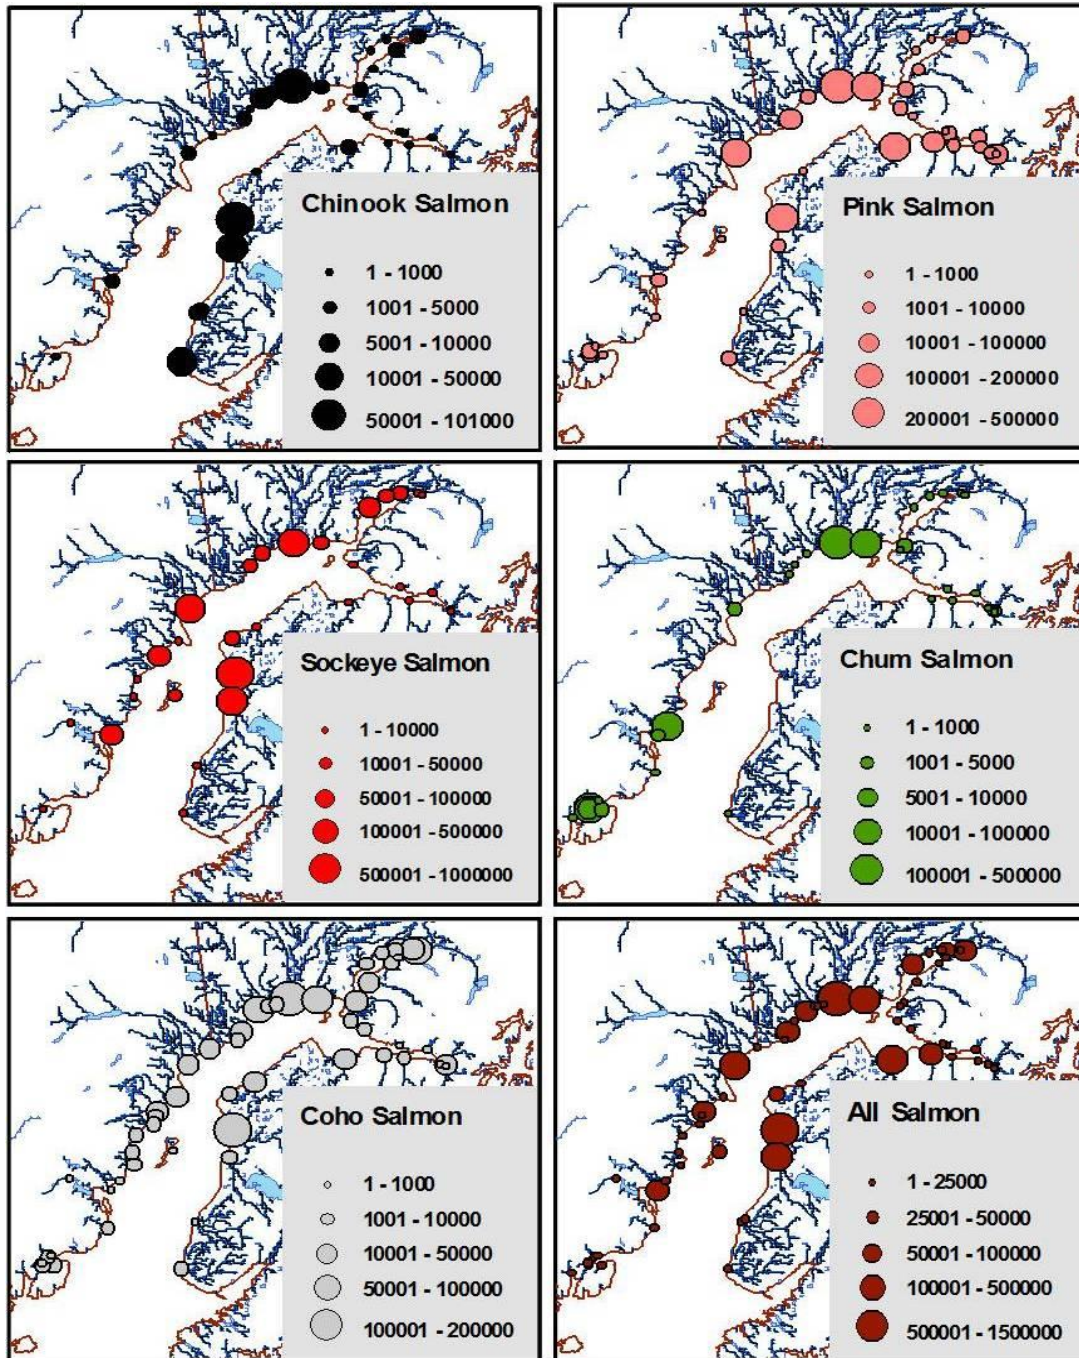 Chinook Salmon
1 - 1000
1001 - 5000
5001 - 10000
10001 - 50000
50001 - 101000
Pink Salmon
1 - 1000
1001 - 10000
10001 - 100000
100001 - 200000
200001 - 500000
Sockeye Salmon
1 - 10000
10001 - 50000
50001 - 100000
100001 - 500000
500001 - 1000000
Chum Salmon
1 - 1000
1001 - 5000
5001 - 10000
10001 - 100000
100001 - 500000
Coho Salmon
1 - 1000
1001 - 10000
10001 - 50000
50001 - 100000
100001 - 200000
All Salmon
1 - 25000
25001 - 50000
50001 - 100000
100001 - 500000
500001 - 1500000